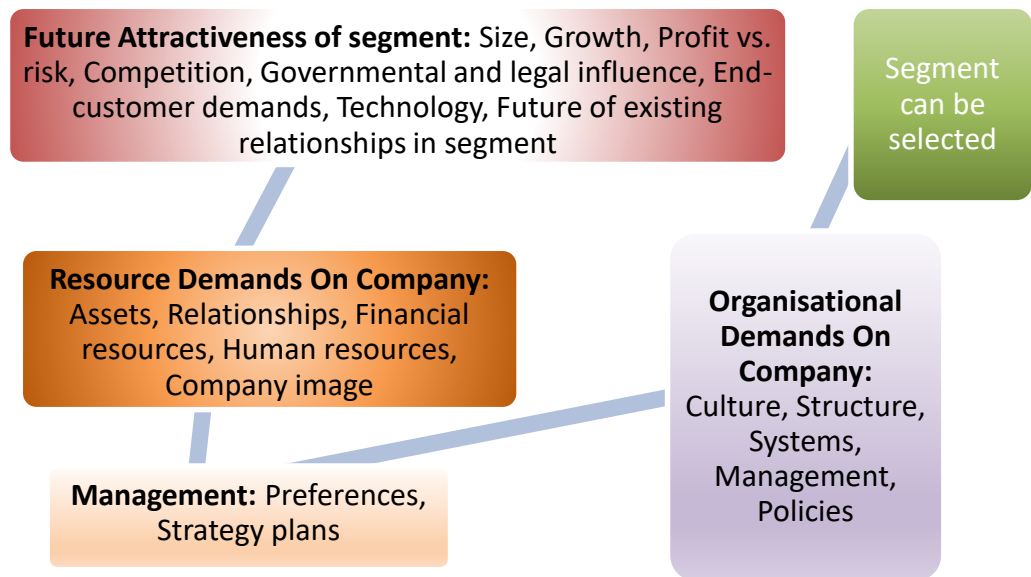 Future Attractiveness of segment: Size, Growth, Profit vs.
risk, Competition, Governmental and legal influence, End-
customer demands, Technology, Future of existing
relationships in segment
Segment
can be
selected
Resource Demands On Company:
Assets, Relationships, Financial
resources, Human resources,
Company image
Organisational
Demands On
Company:
Culture, Structure,
Systems,
Management,
Policies
Management: Preferences,
Strategy plans